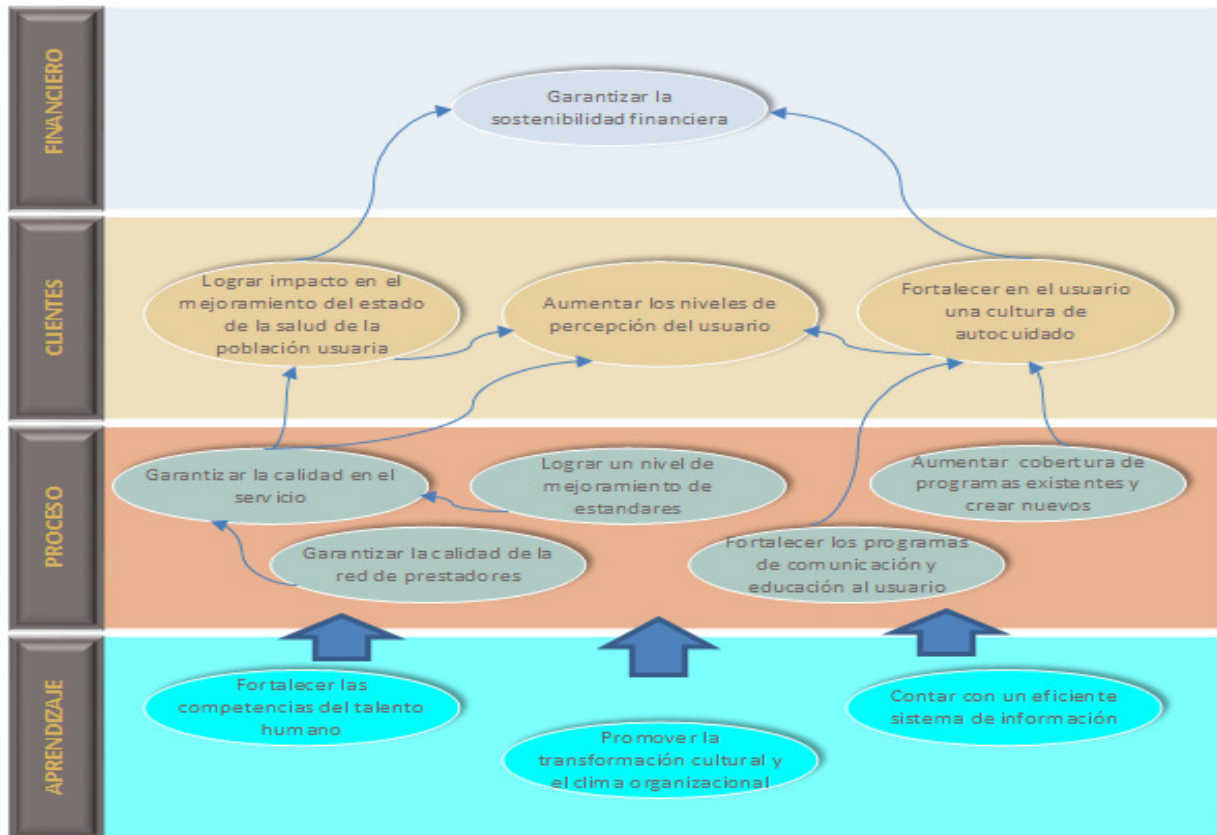 FINANCIERO
Garantizar la
sostenibilidad financiera
CLIENTES
Lograr impacto en el
mejoramiento del estado
de la salud de la
población usuaria
Aumentar los niveles de
percepción del usuario
Fortalecer en el usuario
una cultura de
autocuidado
PROCESO
Garantizar la calidad en el
servicio
Lograr un nivel de
mejoramiento de
estandares
Aumentar cobertura de
programas existentes y
crear nuevos
Garantizar la calidad de la
red de prestadores
Fortalecer los programas
de comunicación y
educación al usuario
APRENDIZAJE
Fortalecer las
competencias del talento
humano
Promover la
transformación cultural y
el clima organizacional
Contar con un eficiente
sistema de información